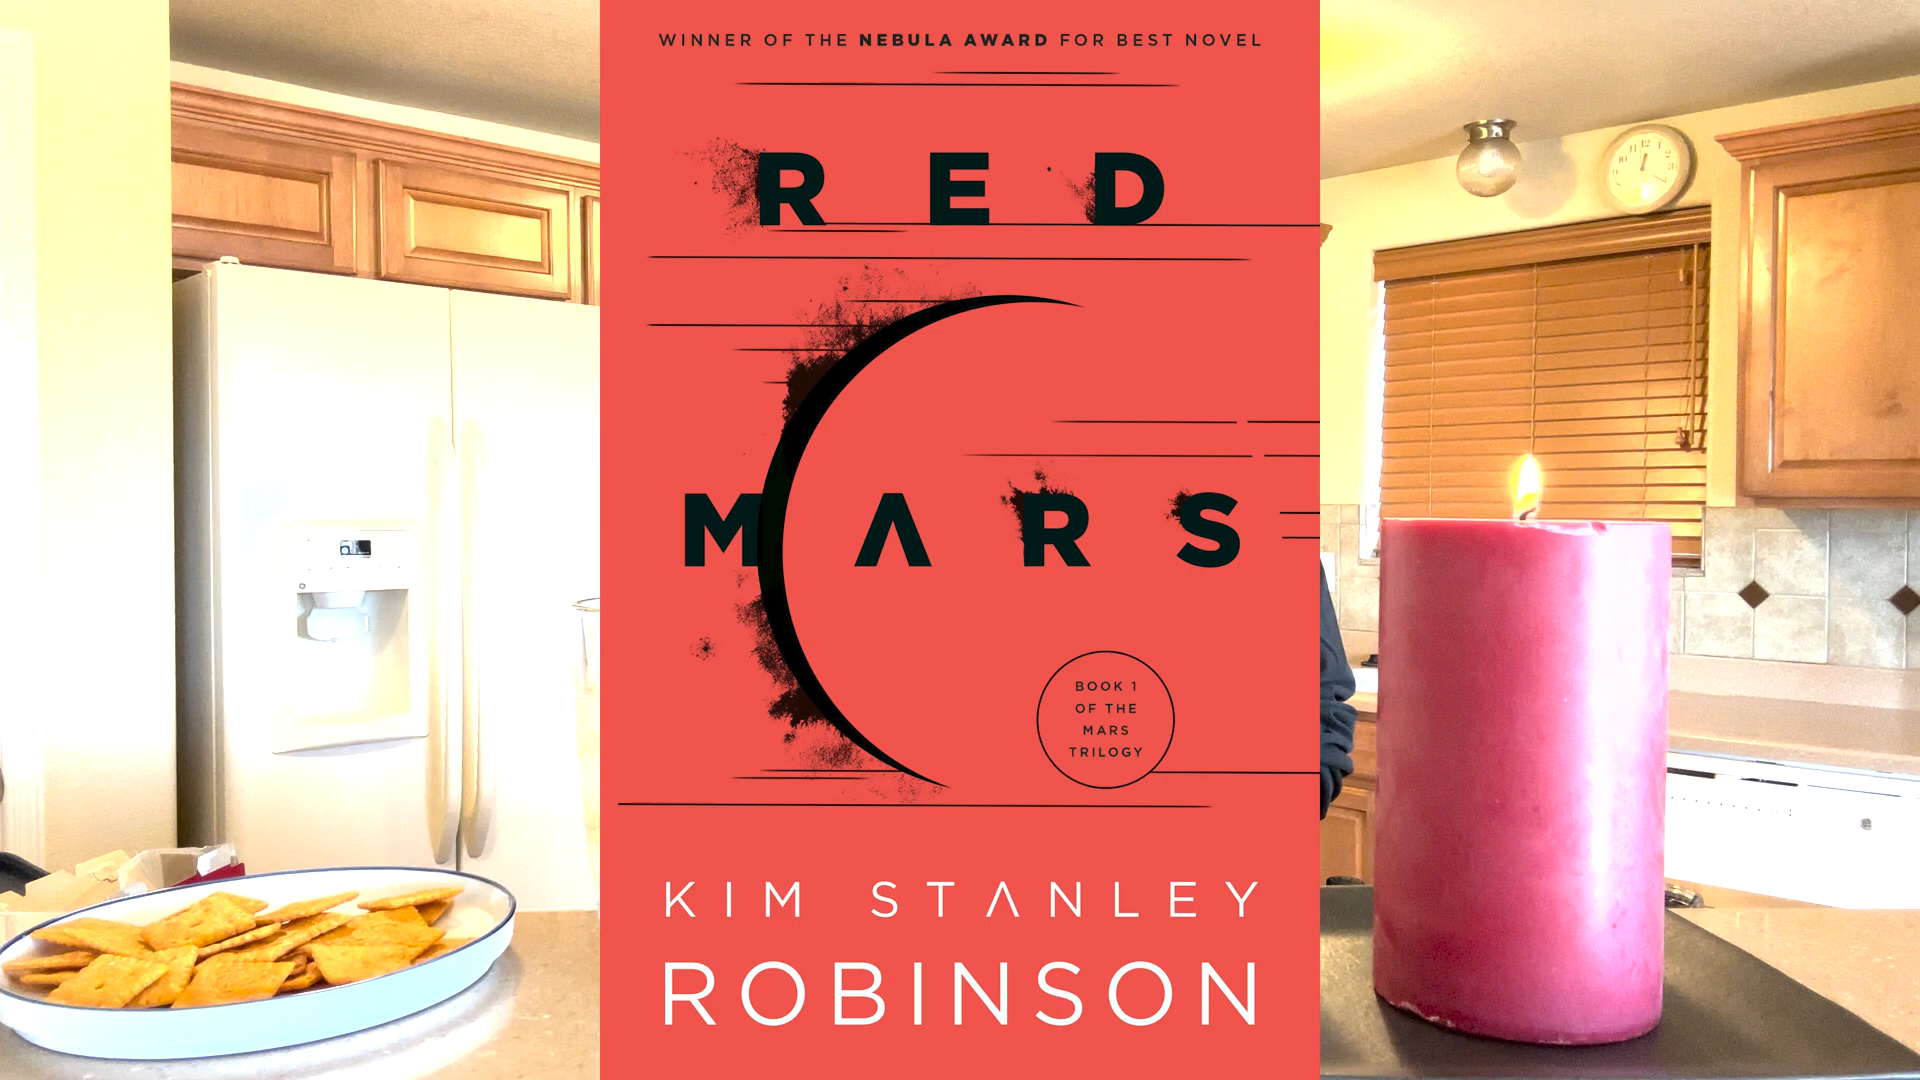 WINNER OF THE NEBULA AWARD FOR BEST NOVEL
RED
MARS
BOOK 1
OF THE
MARS
TRILOGY
KIM STANLEY
ROBINSON